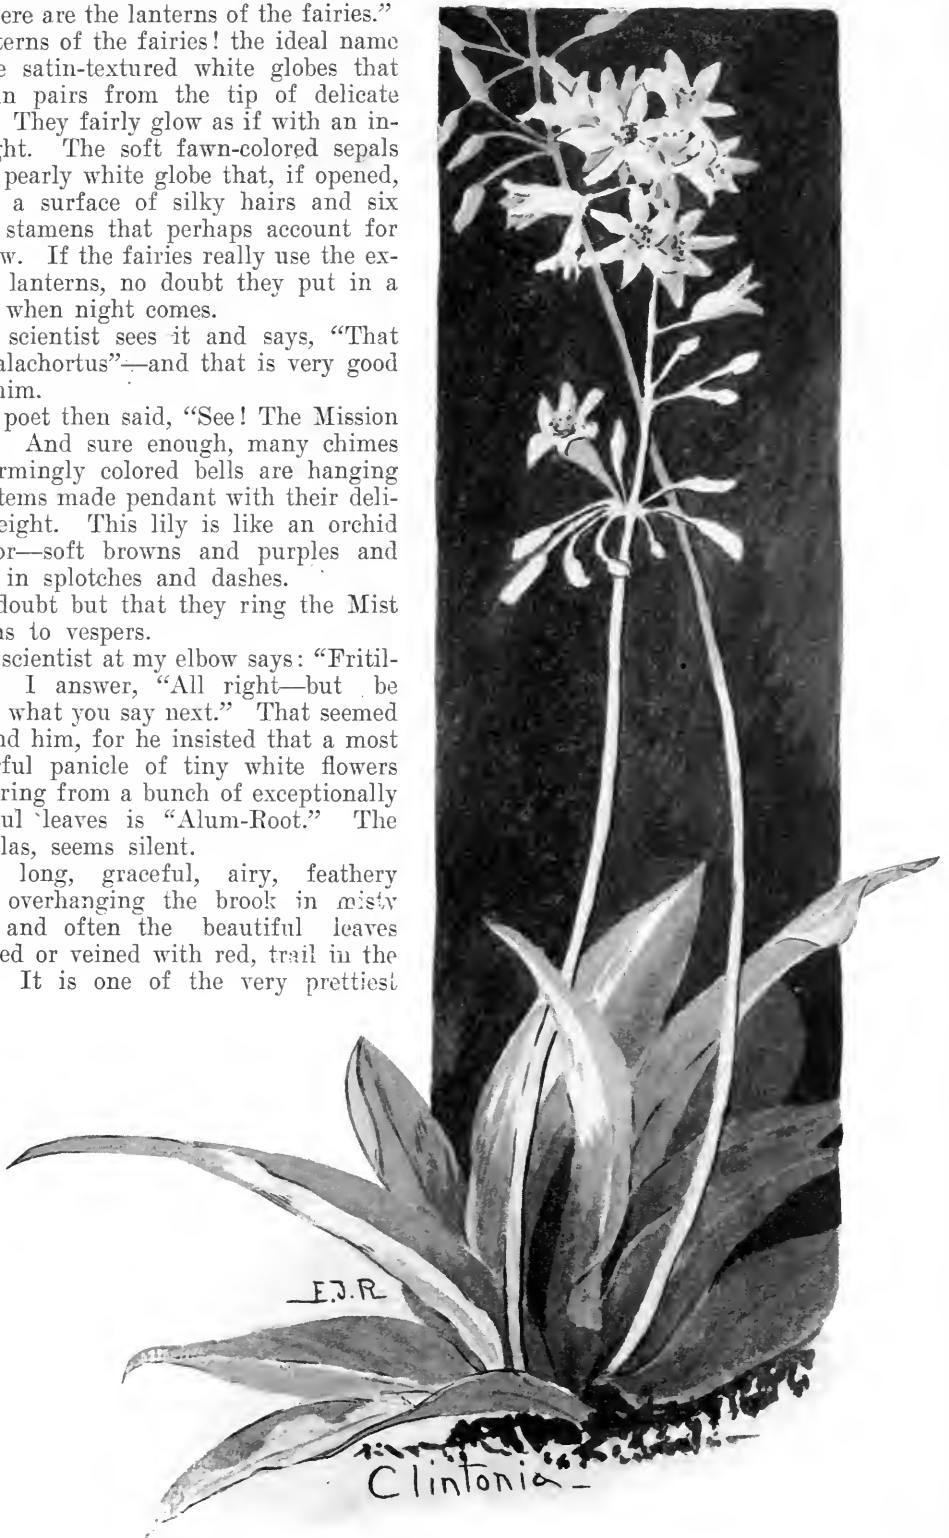 ere are the lanterns of the fairies.”
terns of the fairies! the ideal name
e satin-textured white globes that
n pairs from the tip of delicate
They fairly glow as if with an in-
ght. The soft fawn-colored sepals
pearly white globe that, if opened,
a surface of silky hairs and six
stamens that perhaps account for
w. If the fairies really use the ex-
lanterns, no doubt they put in a
when night comes.
scientist sees it and says, “That
alachortus”—and that is very good
him.
poet then said, “See! The Mission
And sure enough, many chimes
rmingly colored bells are hanging
tems made pendant with their deli-
eight. This lily is like an orchid
or—soft browns and purples and
in splotches and dashes.
doubt but that they ring the Mist
ns to vespers.
scientist at my elbow says: “Fritil-
I answer, “All right—but be
what you say next.” That seemed
nd him, for he insisted that a most
ful panicle of tiny white flowers
ring from a bunch of exceptionally
ul leaves is “Alum-Root.” The
las, seems silent.
long, graceful, airy, feathery
overhanging the brook in misty
and often the beautiful leaves
ed or veined with red, trail in the
It is one of the very prettiest
E.J.R
Clintonia